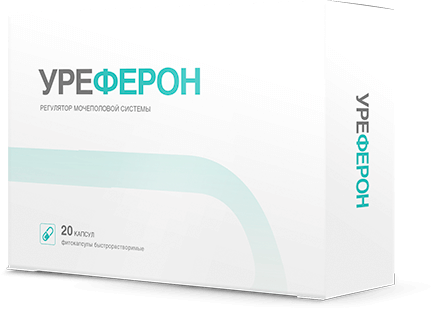 УРЕФЕРОН
РЕГУЛЯТОР МОЧЕПОЛОВОЙ СИСТЕМЫ
20 КАПСУЛ
фитокапсулы быстрорастворимые
УРЕФЕРОН